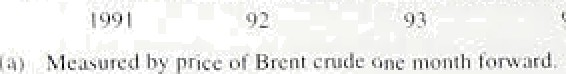 1991 92 93
(a) Measured by price of Brent crude one month forward.